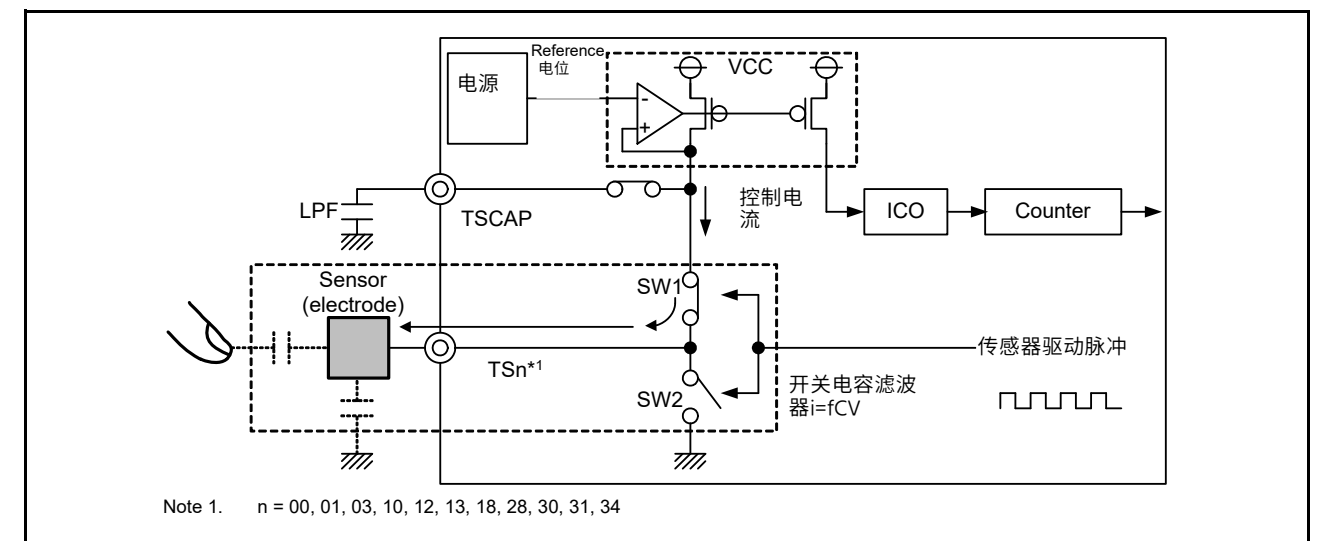 Reference
电位
电源
VCC
控制电
流
ICO
Counter
LPF
TSCAP
Sensor
(electrode)
SW1
TSn*1
传感器驱动脉冲
SW2
开关电容滤波
器i=fCV
Note 1. n = 00, 01, 03, 10, 12, 13, 18, 28, 30, 31, 34